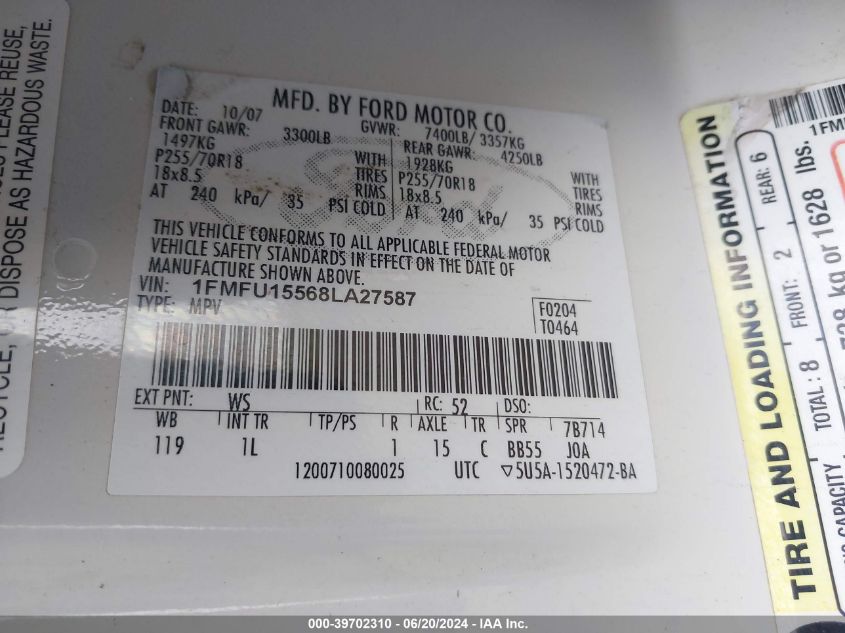 MFD. BY FORD MOTOR CO.
DATE: 10/07 GVWR: 7400LB/ 3357KG
FRONT GAWR: 3300LB REAR GAWR: 4250LB
1497KG WITH 1928KG WITH
P255/70R18 TIRES P255/70R18 TIRES
18x8.5 RIMS 18x8.5 RIMS
AT 240 kPa/ 35 PSI COLD AT 240 kPa/ 35 PSI COLD
Ford
THIS VEHICLE CONFORMS TO ALL APPLICABLE FEDERAL MOTOR
VEHICLE SAFETY STANDARDS IN EFFECT ON THE DATE OF
MANUFACTURE SHOWN ABOVE.
VIN: 1FMFU15568LA27587
TYPE: MPV
F0204
T0464
EXT PNT: WS RC: 52 DSO:
WB INT TR TP/PS R AXLE TR SPR 7B714
119 1L 1 15 C BB55 JOA
1200710080025 UTC ▽5U5A-1520472-BA
PLEASE REUSE,
DISPOSE AS HAZARDOUS WASTE.
TIRE AND LOADING INFORMATION
TOTAL: 8 FRONT: 2 REAR: 6
kg or 1628 lbs.
1FM
000-39702310 - 06/20/2024 - IAA Inc.